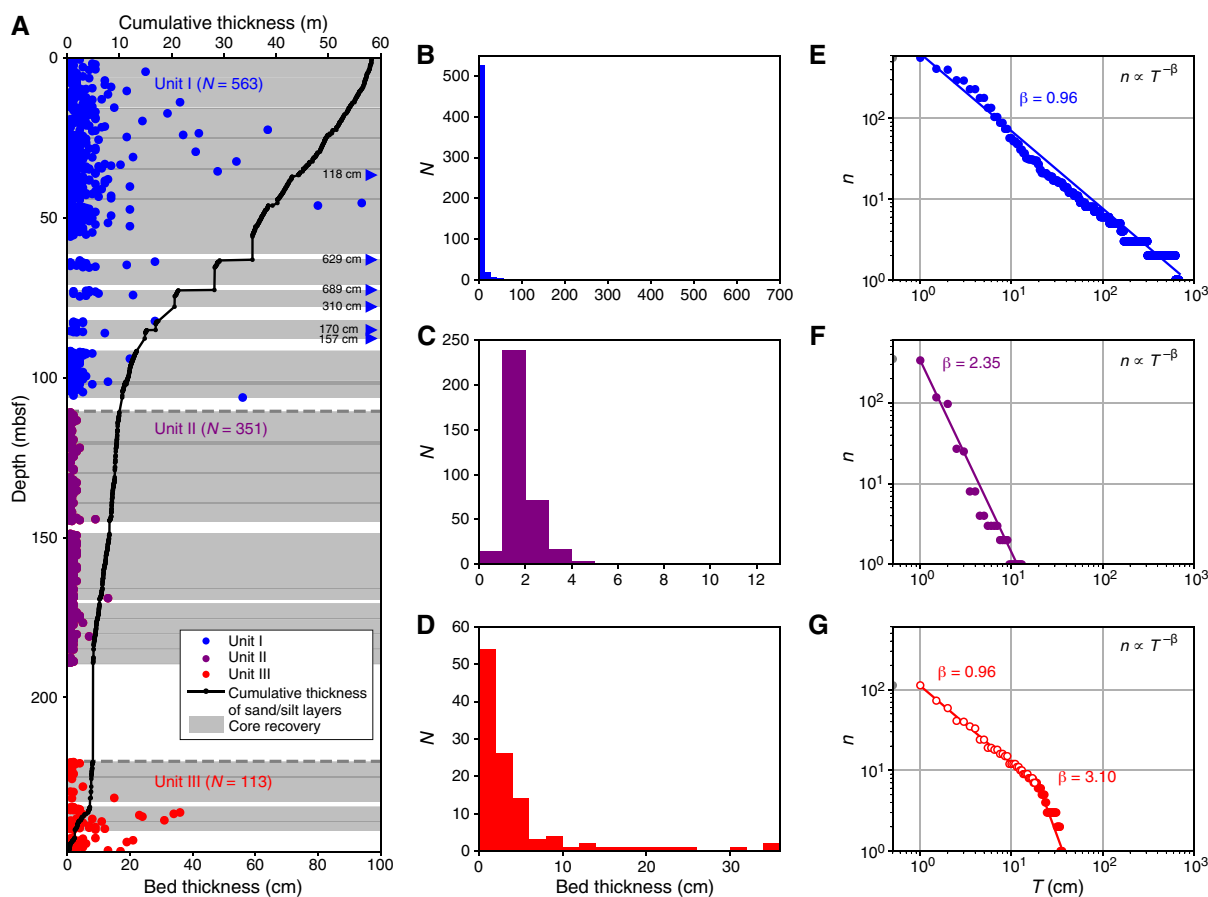 A
Cumulative thickness (m)
0 10 20 30 40 50 60
Depth (mbsf)
0
50
100
150
200
Unit I (N = 563)
118 cm
629 cm
689 cm
310 cm
170 cm
157 cm
Unit II (N = 351)
Unit I
Unit II
Unit III
Cumulative thickness
of sand/silt layers
Core recovery
Unit III (N = 113)
0 20 40 60 80 100
Bed thickness (cm)
B
N
500
400
300
200
100
0
0 100 200 300 400 500 600 700
C
N
250
200
150
100
50
0
0 2 4 6 8 10 12
D
N
60
50
40
30
20
10
0
0 10 20 30
Bed thickness (cm)
E
n
n ∝ T^−β
β = 0.96
10²
10¹
10⁰
10⁰ 10¹ 10² 10³
F
n
n ∝ T^−β
β = 2.35
10²
10¹
10⁰
10⁰ 10¹ 10² 10³
G
n
n ∝ T^−β
β = 0.96
β = 3.10
10²
10¹
10⁰
10⁰ 10¹ 10² 10³
T (cm)